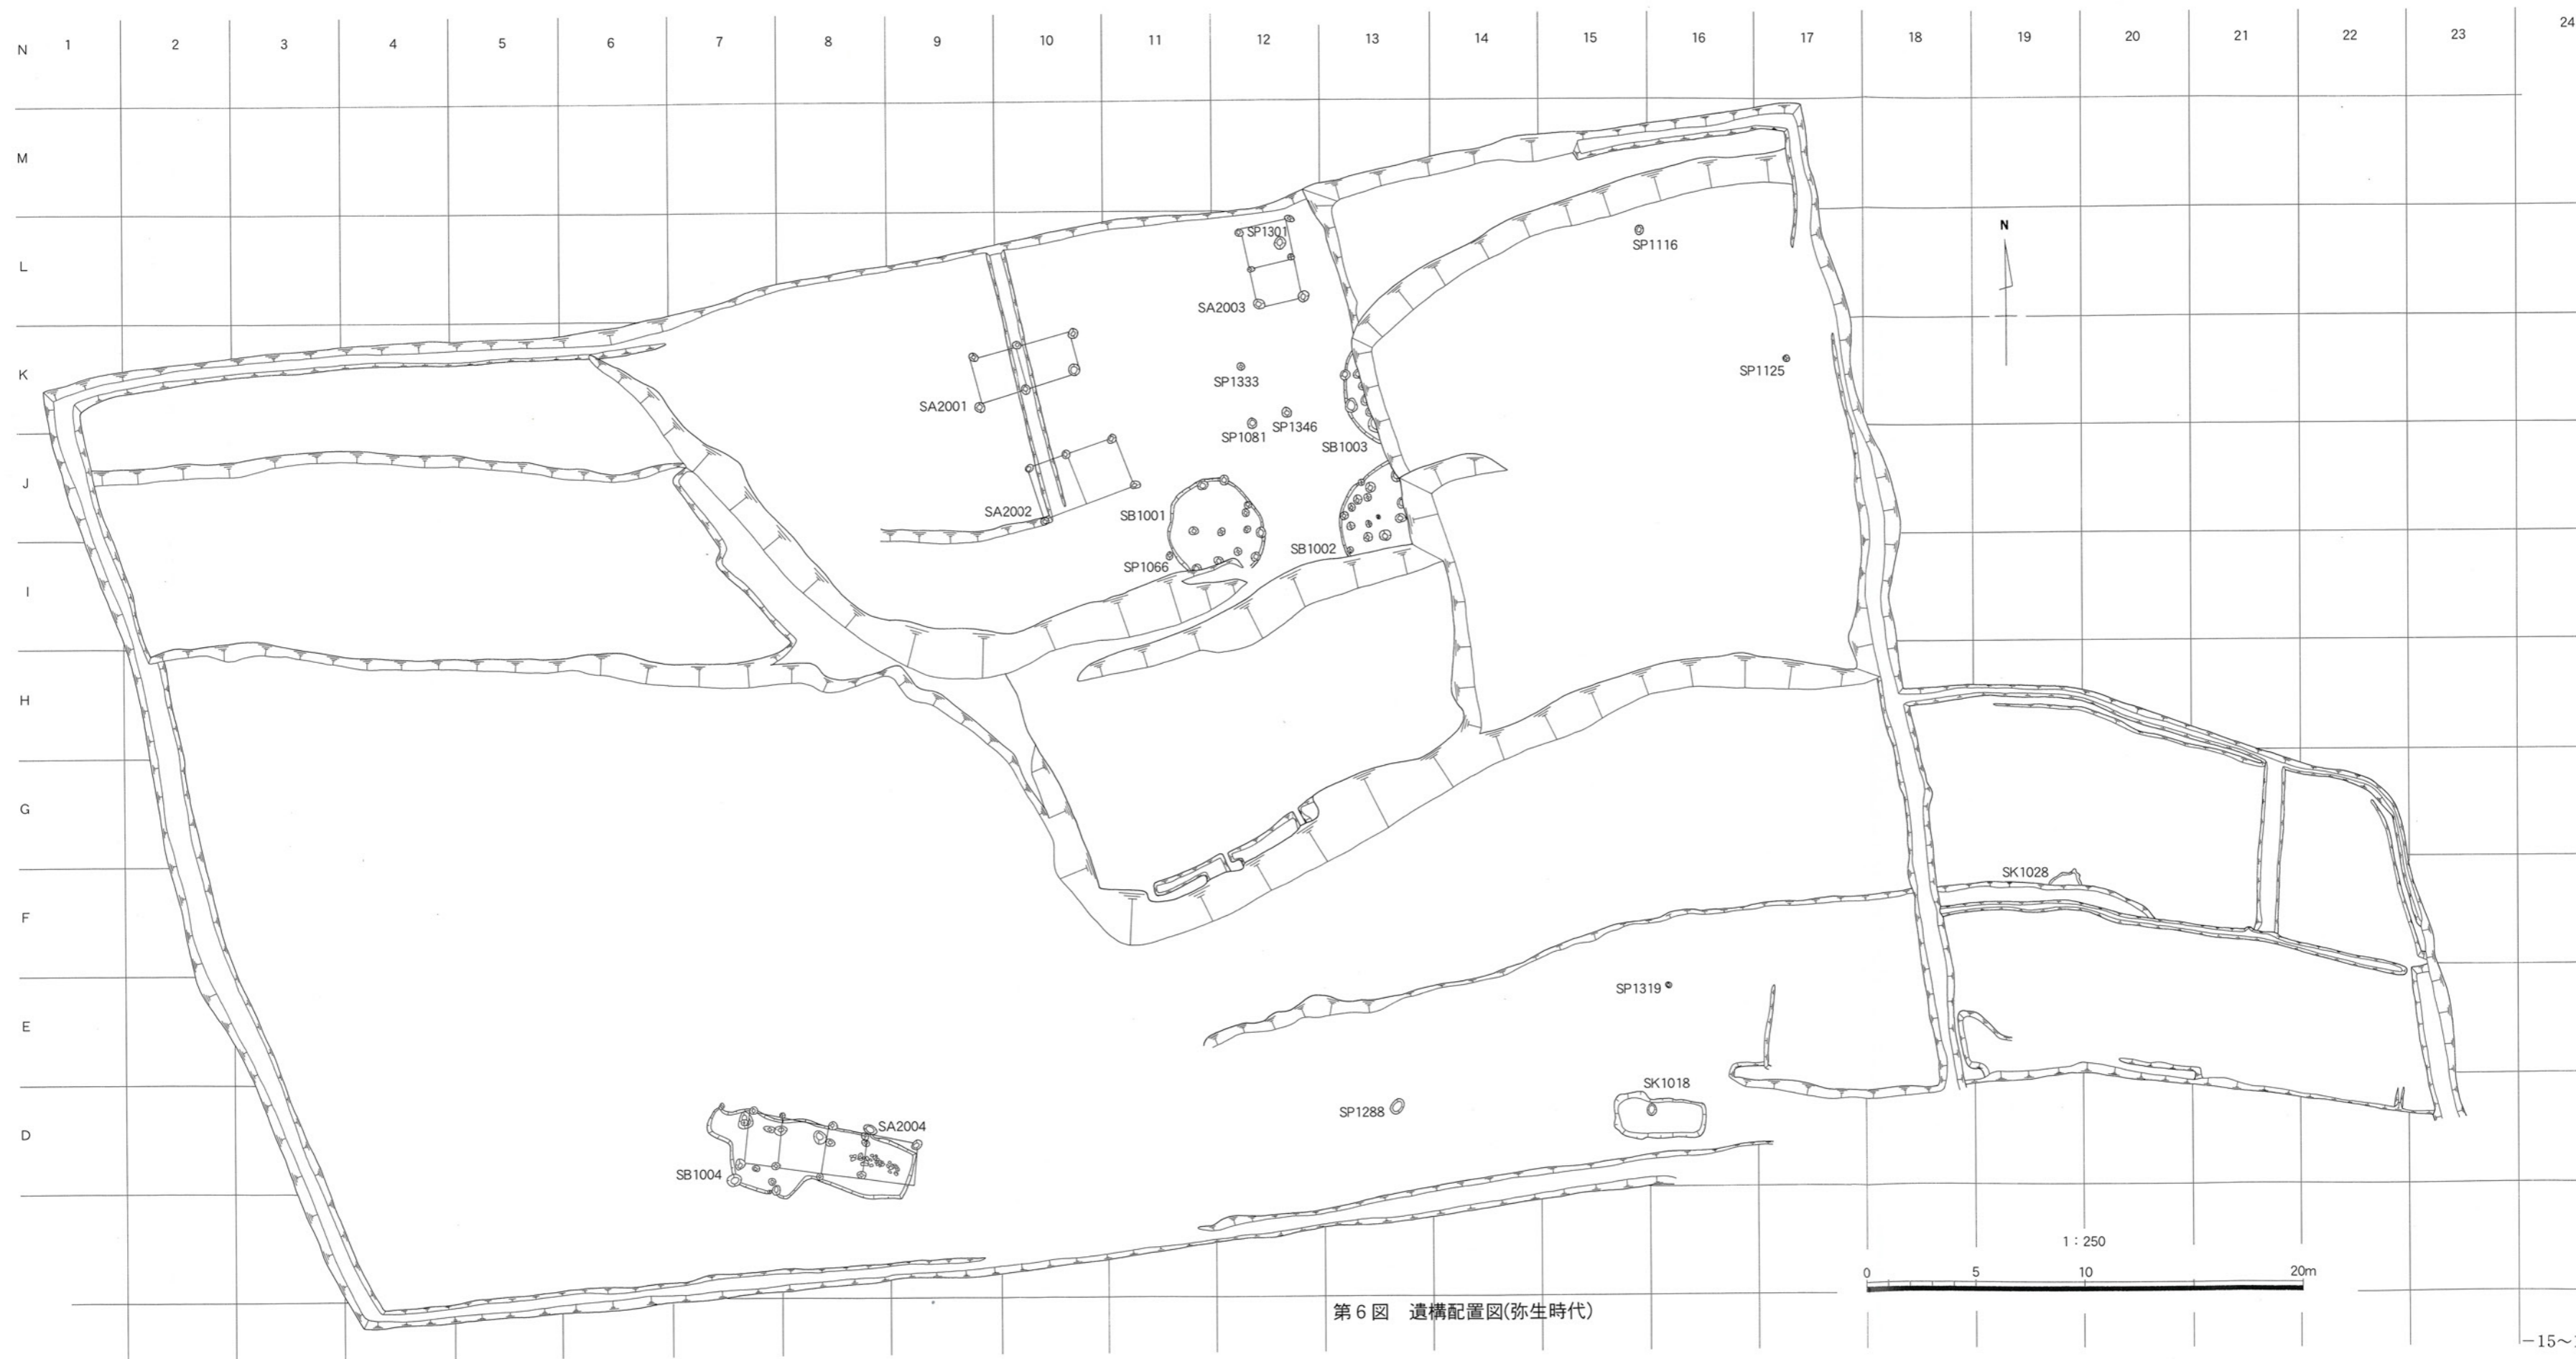 N 1 2 3 4 5 6 7 8 9 10 11 12 13 14 15 16 17 18 19 20 21 22 23 24
M
L
K
J
I
H
G
F
E
D
SP1301
SP1116
N
SA2003
SP1333
SP1125
SA2001
SP1081
SP1346
SB1003
SA2002
SB1001
SB1002
SP1066
SK1028
SP1319
SK1018
SP1288
SA2004
SB1004
1：250
0 5 10 20m
第6図　遺構配置図(弥生時代)
−15～